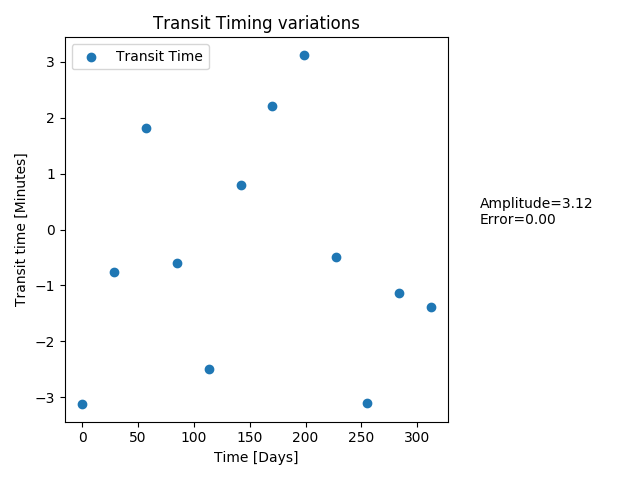 Transit Timing variations
Transit Time
Transit time [Minutes]
3
2
1
0
−1
−2
−3
Amplitude=3.12
Error=0.00
0 50 100 150 200 250 300
Time [Days]